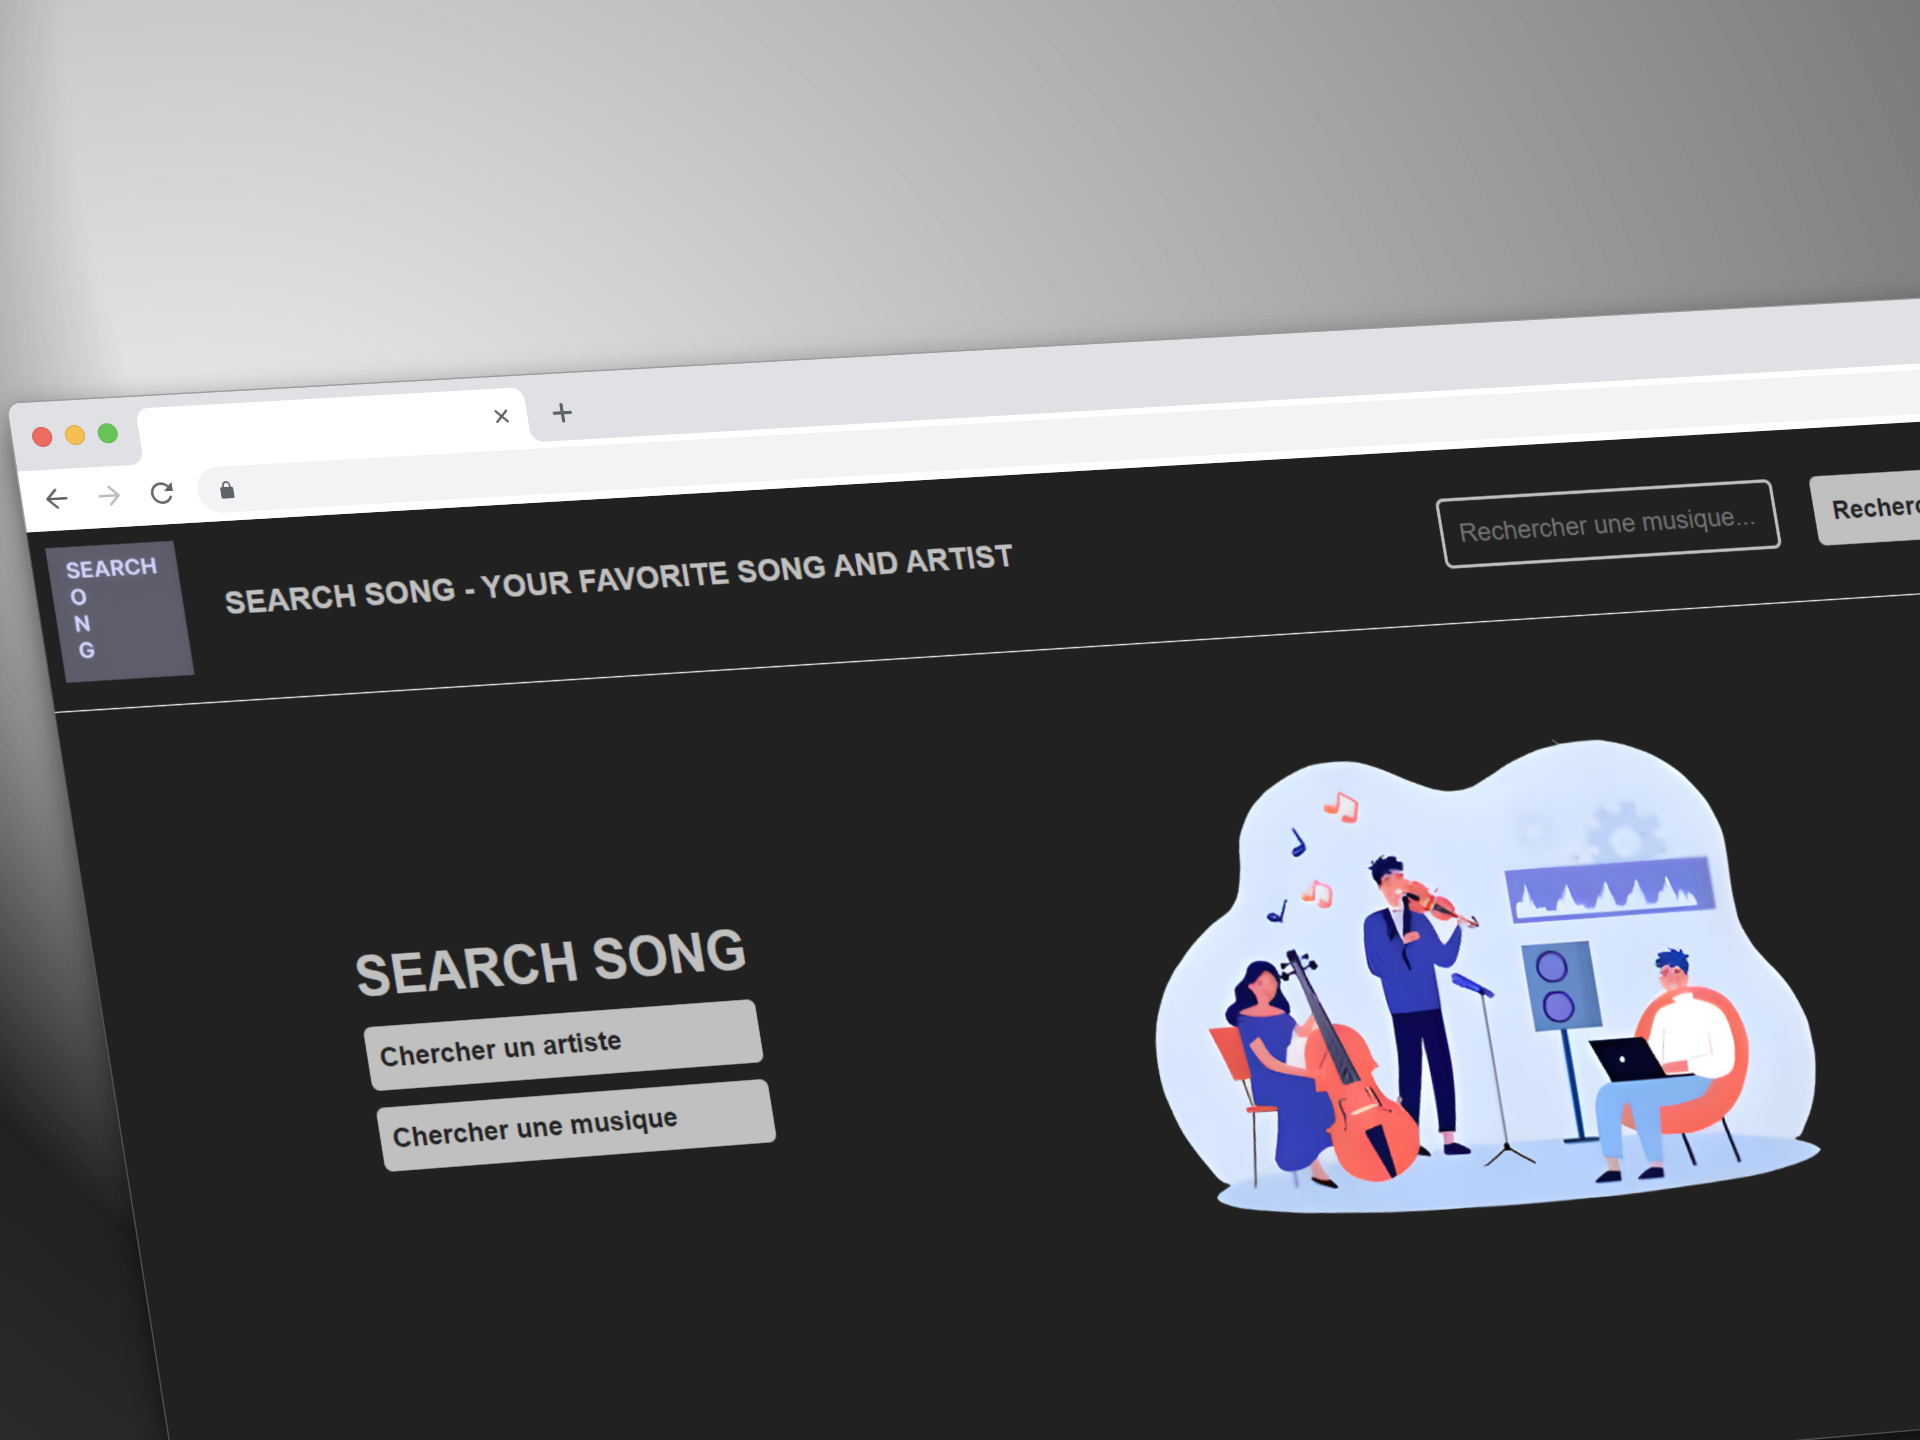 SEARCH
O
N
G
SEARCH SONG - YOUR FAVORITE SONG AND ARTIST
Rechercher une musique...
SEARCH SONG
Chercher un artiste
Chercher une musique